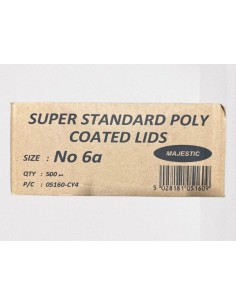 SUPER STANDARD POLY
COATED LIDS
SIZE : No 6a
MAJESTIC
QTY : 500
P/C : 05160-CY4
5 028181 051609